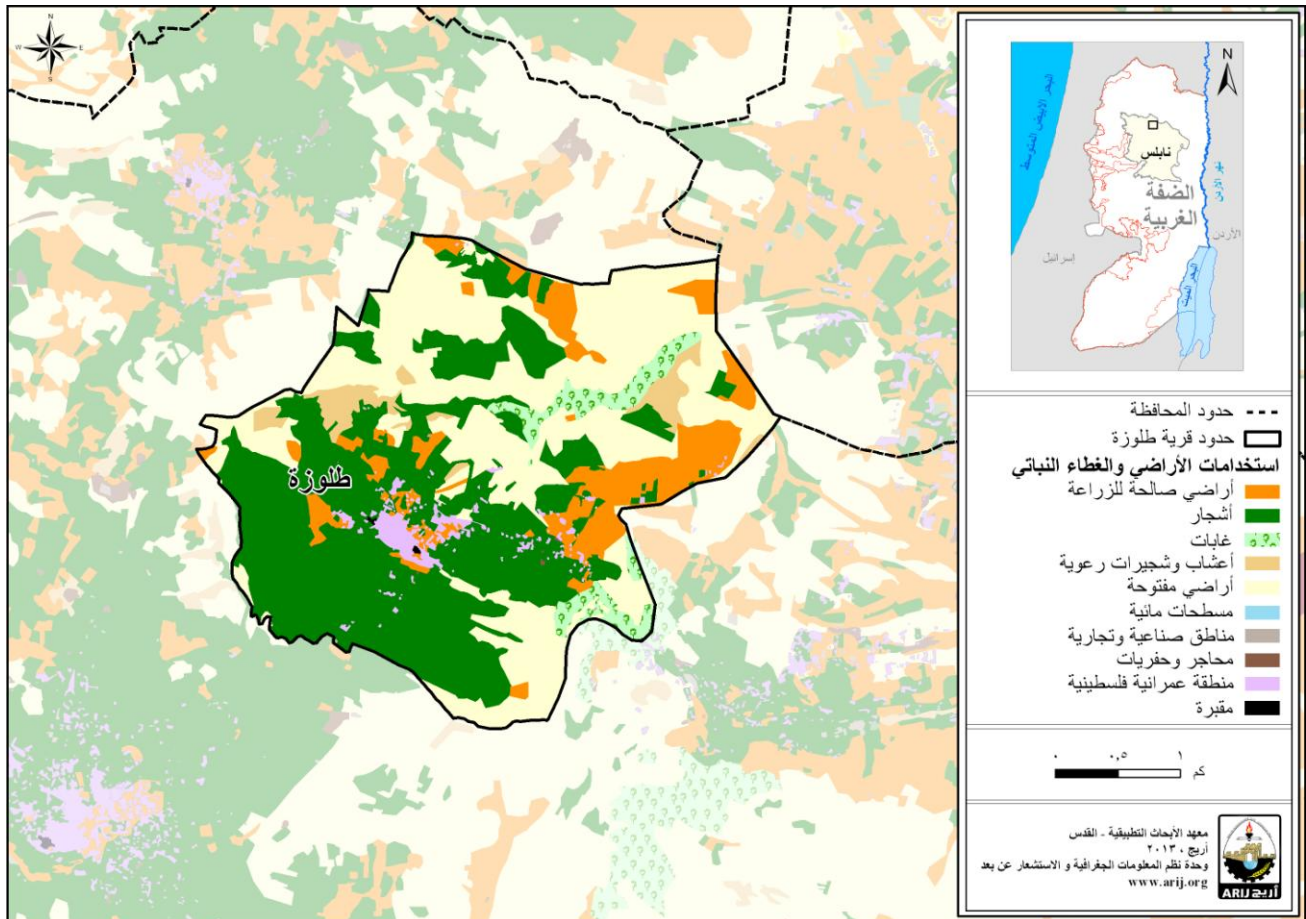 N
W E
S
طلوزة
N
البحر الابيض المتوسط
نابلس
نهر الأردن
الضفة
الغربية
الأردن
إسرائيل
البحر الميت
حدود المحافظة
حدود قرية طلوزة
استخدامات الأراضي والغطاء النباتي
أراضي صالحة للزراعة
أشجار
غابات
أعشاب وشجيرات رعوية
أراضي مفتوحة
مسطحات مائية
مناطق صناعية وتجارية
محاجر وحفريات
منطقة عمرانية فلسطينية
مقبرة
٠ ٠,٥ ١
كم
معهد الأبحاث التطبيقية - القدس
أريج ، ٢٠١٣
وحدة نظم المعلومات الجغرافية و الاستشعار عن بعد
www.arij.org
ARIJ أريج